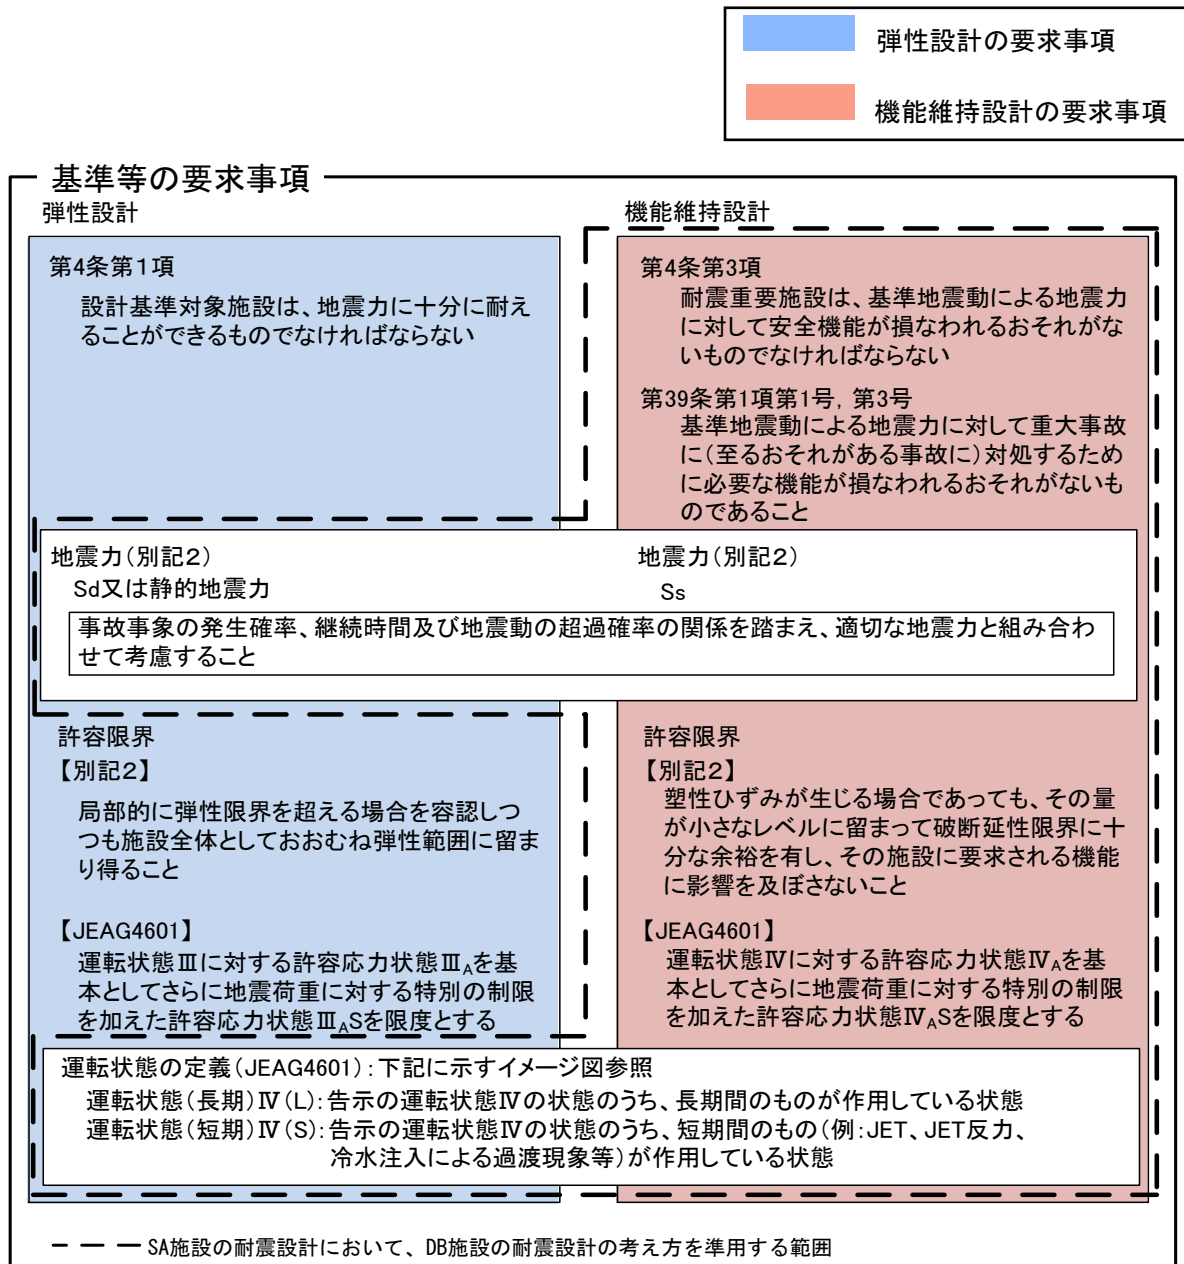 弾性設計の要求事項
機能維持設計の要求事項
基準等の要求事項
弾性設計
第4条第1項
設計基準対象施設は、地震力に十分に耐え
ることができるものでなければならない
機能維持設計
第4条第3項
耐震重要施設は、基準地震動による地震力
に対して安全機能が損なわれるおそれがな
いものでなければならない
第39条第1項第1号，第3号
基準地震動による地震力に対して重大事故
に（至るおそれがある事故に）対処するため
に必要な機能が損なわれるおそれがないも
のであること
地震力（別記２）
Sd又は静的地震力
地震力（別記２）
Ss
事故事象の発生確率、継続時間及び地震動の超過確率の関係を踏まえ、適切な地震力と組み合わ
せて考慮すること
許容限界
【別記２】
局部的に弾性限界を超える場合を容認しつ
つも施設全体としておおむね弾性範囲に留ま
り得ること
【JEAG4601】
運転状態Ⅲに対する許容応力状態ⅢAを基
本としてさらに地震荷重に対する特別の制限
を加えた許容応力状態ⅢASを限度とする
許容限界
【別記２】
塑性ひずみが生じる場合であっても、その量
が小さなレベルに留まって破断延性限界に十
分な余裕を有し、その施設に要求される機能
に影響を及ぼさないこと
【JEAG4601】
運転状態Ⅳに対する許容応力状態ⅣAを基
本としてさらに地震荷重に対する特別の制限
を加えた許容応力状態ⅣASを限度とする
運転状態の定義（JEAG4601）：下記に示すイメージ図参照
運転状態（長期）Ⅳ（L）：告示の運転状態Ⅳの状態のうち、長期間のものが作用している状態
運転状態（短期）Ⅳ（S）：告示の運転状態Ⅳの状態のうち、短期間のもの（例：JET、JET反力、
冷水注入による過渡現象等）が作用している状態
SA施設の耐震設計において、DB施設の耐震設計の考え方を準用する範囲